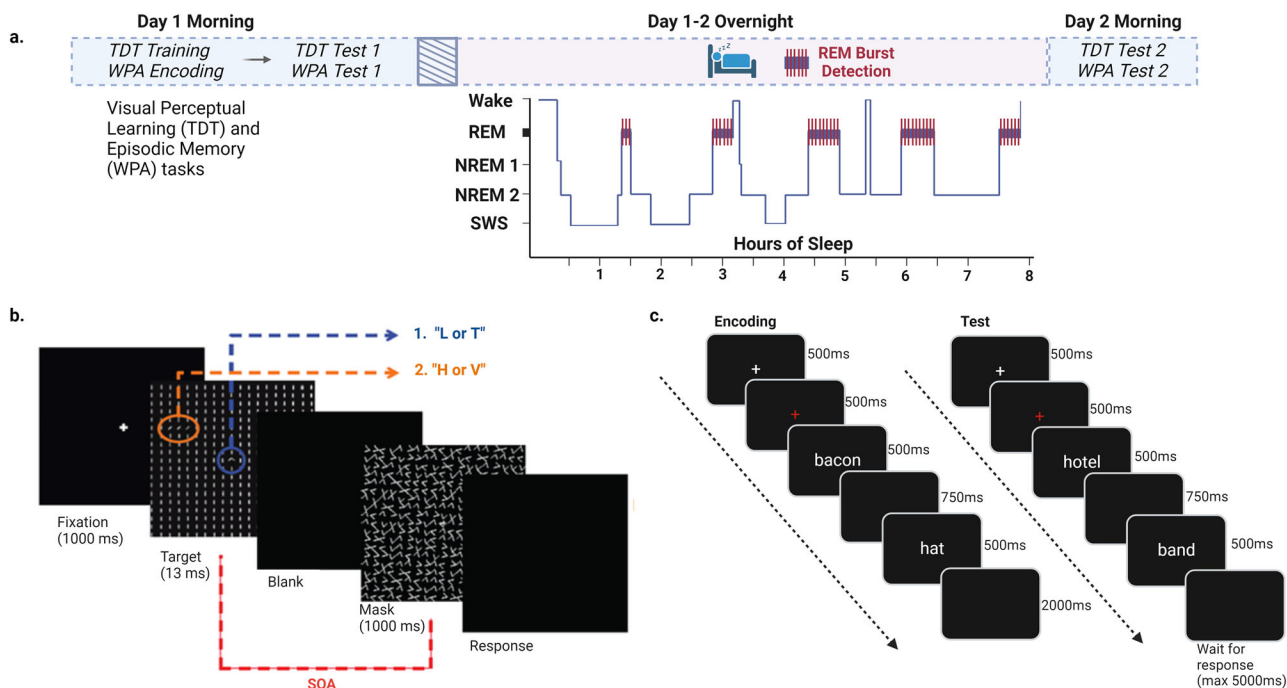 a.
Day 1 Morning
Day 1-2 Overnight
Day 2 Morning
TDT Training
WPA Encoding
TDT Test 1
WPA Test 1
z z z
REM Burst
Detection
TDT Test 2
WPA Test 2
Visual Perceptual
Learning (TDT) and
Episodic Memory
(WPA) tasks
Wake
REM
NREM 1
NREM 2
SWS
Hours of Sleep
1 2 3 4 5 6 7 8
b.
1. "L or T"
2. "H or V"
Fixation
(1000 ms)
Target
(13 ms)
Blank
Mask
(1000 ms)
Response
SOA
c.
Encoding
500ms
500ms
bacon
500ms
750ms
hat
500ms
2000ms
Test
500ms
500ms
hotel
500ms
750ms
band
500ms
Wait for
response
(max 5000ms)